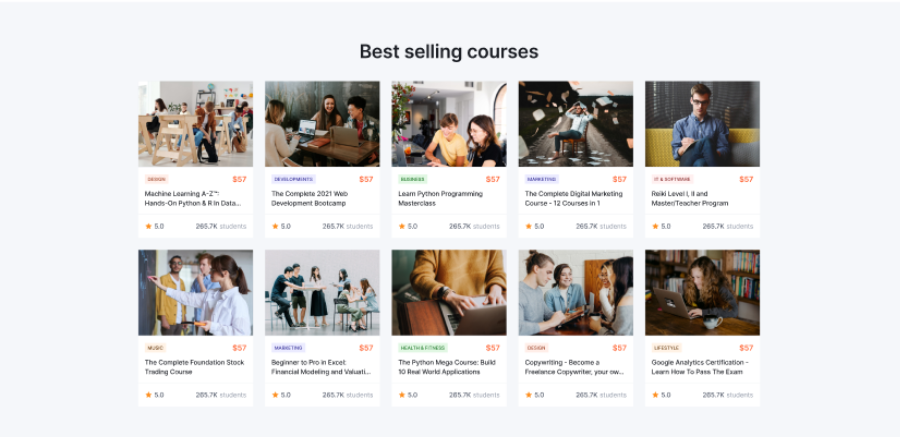 Best selling courses
DESIGN $57
Machine Learning A-Z™:
Hands-On Python & R In Data...
5.0 265.7K students
DEVELOPMENTS $57
The Complete 2021 Web
Development Bootcamp
5.0 265.7K students
BUSINESS $57
Learn Python Programming
Masterclass
5.0 265.7K students
MARKETING $57
The Complete Digital Marketing
Course - 12 Courses in 1
5.0 265.7K students
IT & SOFTWARE $57
Reiki Level I, II and
Master/Teacher Program
5.0 265.7K students
MUSIC $57
The Complete Foundation Stock
Trading Course
5.0 265.7K students
MARKETING $57
Beginner to Pro in Excel:
Financial Modeling and Valuati...
5.0 265.7K students
HEALTH & FITNESS $57
The Python Mega Course: Build
10 Real World Applications
5.0 265.7K students
DESIGN $57
Copywriting - Become a
Freelance Copywriter, your ow...
5.0 265.7K students
LIFESTYLE $57
Google Analytics Certification -
Learn How To Pass The Exam
5.0 265.7K students